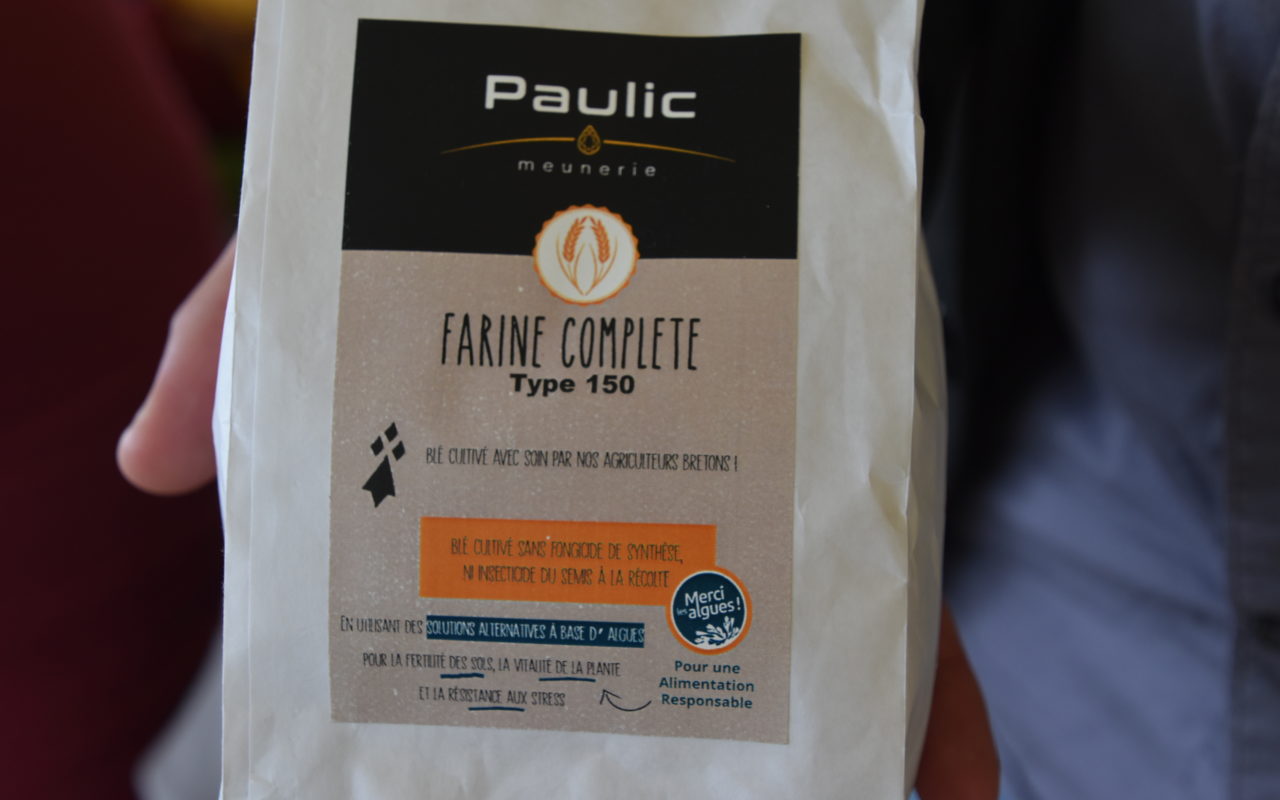 Paulic
meunerie
FARINE COMPLETE
Type 150
BLÉ CULTIVÉ AVEC SOIN PAR NOS AGRICULTEURS BRETONS !
BLÉ CULTIVÉ SANS FONGICIDE DE SYNTHÈSE,
NI INSECTICIDE DU SEMIS À LA RÉCOLTE
Merci
les algues !
EN UTILISANT DES SOLUTIONS ALTERNATIVES À BASE D' ALGUES
POUR LA FERTILITÉ DES SOLS, LA VITALITÉ DE LA PLANTE
ET LA RÉSISTANCE AUX STRESS
Pour une
Alimentation
Responsable